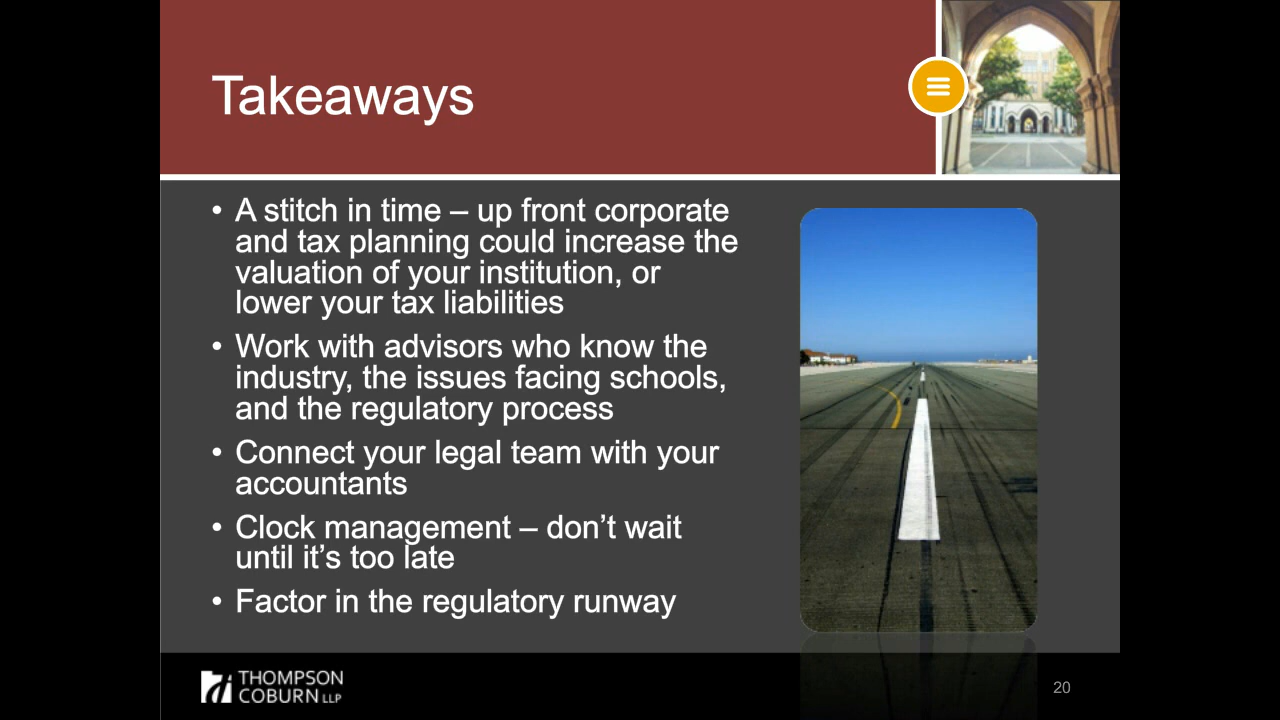 Takeaways
• A stitch in time – up front corporate
and tax planning could increase the
valuation of your institution, or
lower your tax liabilities
• Work with advisors who know the
industry, the issues facing schools,
and the regulatory process
• Connect your legal team with your
accountants
• Clock management – don’t wait
until it’s too late
• Factor in the regulatory runway
THOMPSON
COBURN LLP
20